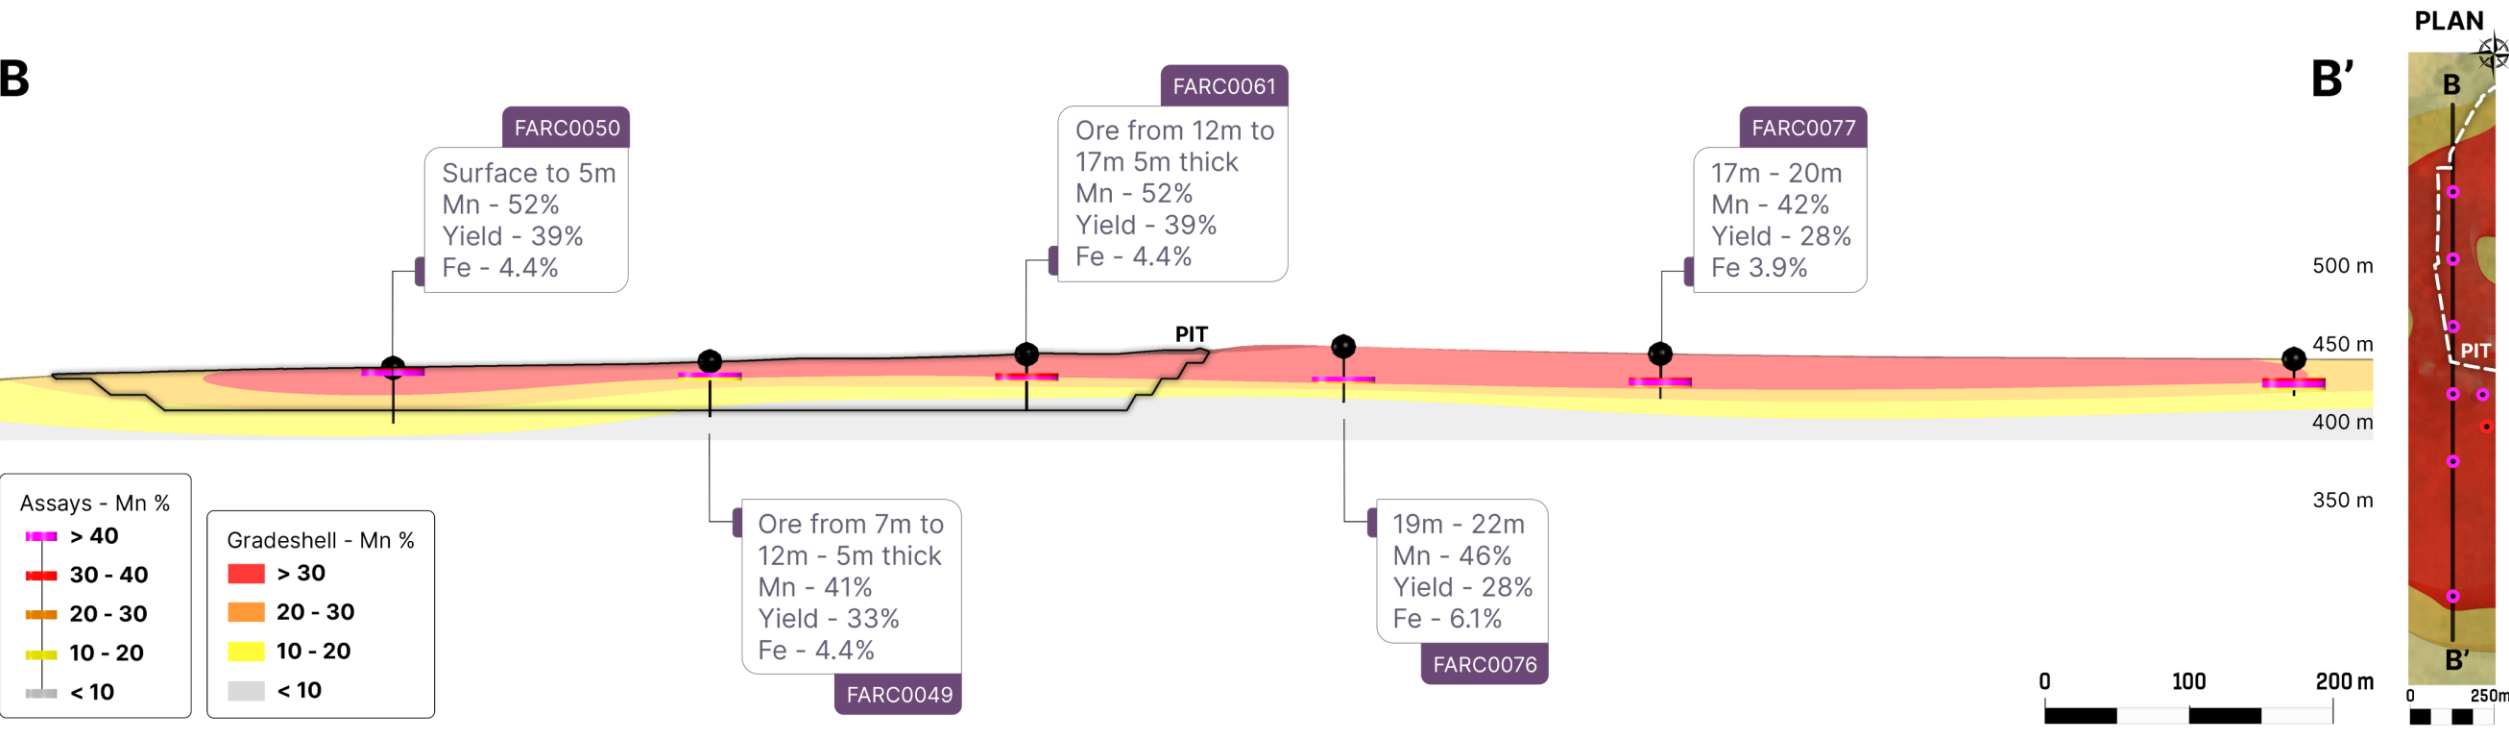 PLAN
B
B’
FARC0050
Surface to 5m
Mn - 52%
Yield - 39%
Fe - 4.4%
FARC0061
Ore from 12m to
17m 5m thick
Mn - 52%
Yield - 39%
Fe - 4.4%
FARC0077
17m - 20m
Mn - 42%
Yield - 28%
Fe 3.9%
500 m
450 m
400 m
350 m
PIT
Ore from 7m to
12m - 5m thick
Mn - 41%
Yield - 33%
Fe - 4.4%
FARC0049
19m - 22m
Mn - 46%
Yield - 28%
Fe - 6.1%
FARC0076
Assays - Mn %
> 40
30 - 40
20 - 30
10 - 20
< 10
Gradeshell - Mn %
> 30
20 - 30
10 - 20
< 10
0 100 200 m
B
PIT
B’
0 250m